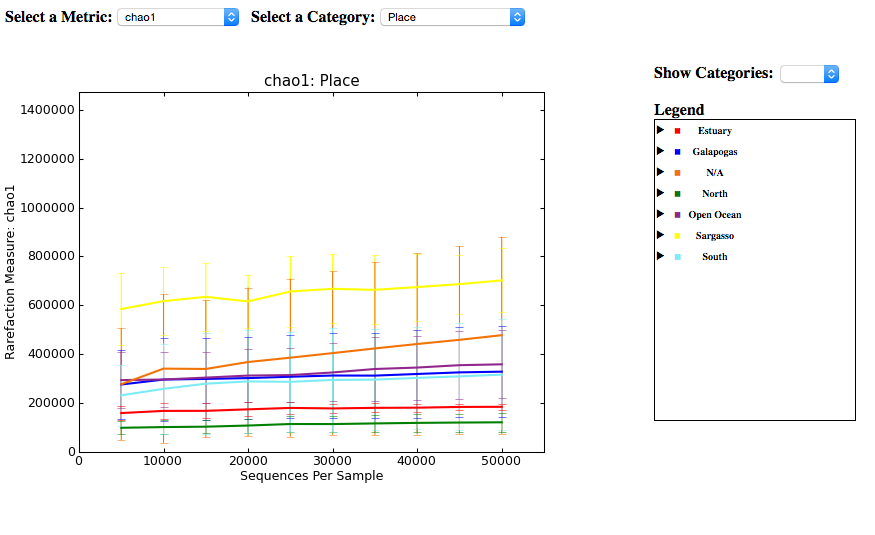 Select a Metric: chao1 Select a Category: Place
Show Categories:
chao1: Place
Legend
Estuary
Galapogas
N/A
North
Open Ocean
Sargasso
South
Rarefaction Measure: chao1
1400000
1200000
1000000
800000
600000
400000
200000
0
0 10000 20000 30000 40000 50000
Sequences Per Sample